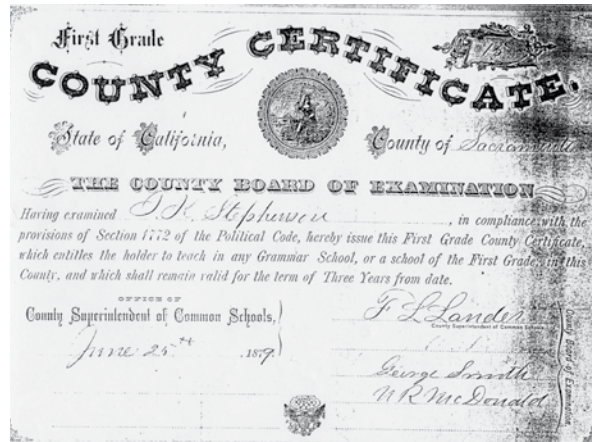 First Grade
COUNTY CERTIFICATE.
State of California, County of Sacramento
THE COUNTY BOARD OF EXAMINATION
Having examined J. K. Stephenson, in compliance with the
provisions of Section 1772 of the Political Code, hereby issue this First Grade County Certificate,
which entitles the holder to teach in any Grammar School, or a school of the First Grade, in this
County, and which shall remain valid for the term of Three Years from date.
OFFICE OF
County Superintendent of Common Schools,
June 25th, 1879.
F L Lander
County Superintendent of Common Schools
George Smith
N R McDonald
County Board of Examination